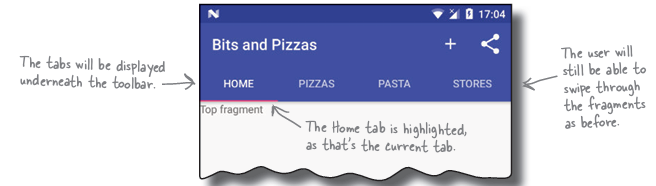 17:04
Bits and Pizzas
+
HOME PIZZAS PASTA STORES
Top fragment
The tabs will be displayed
underneath the toolbar.
The Home tab is highlighted,
as that's the current tab.
The user will
still be able to
swipe through
the fragments
as before.